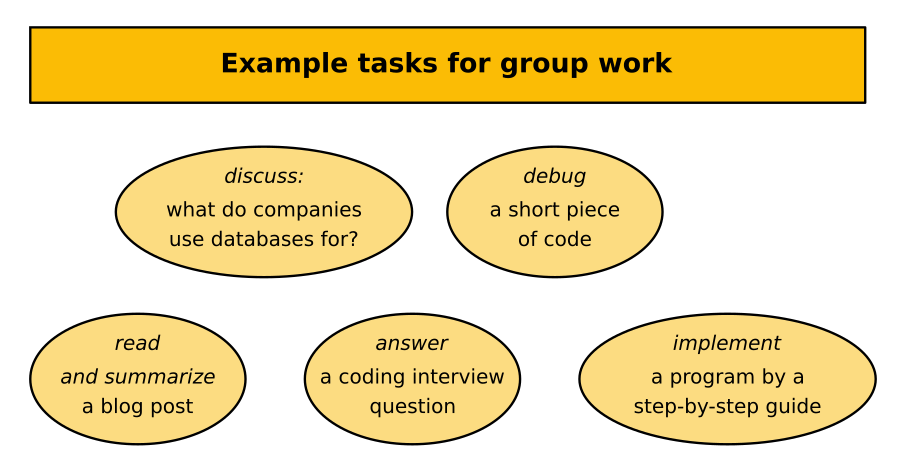 Example tasks for group work
discuss:
what do companies
use databases for?
debug
a short piece
of code
read
and summarize
a blog post
answer
a coding interview
question
implement
a program by a
step-by-step guide